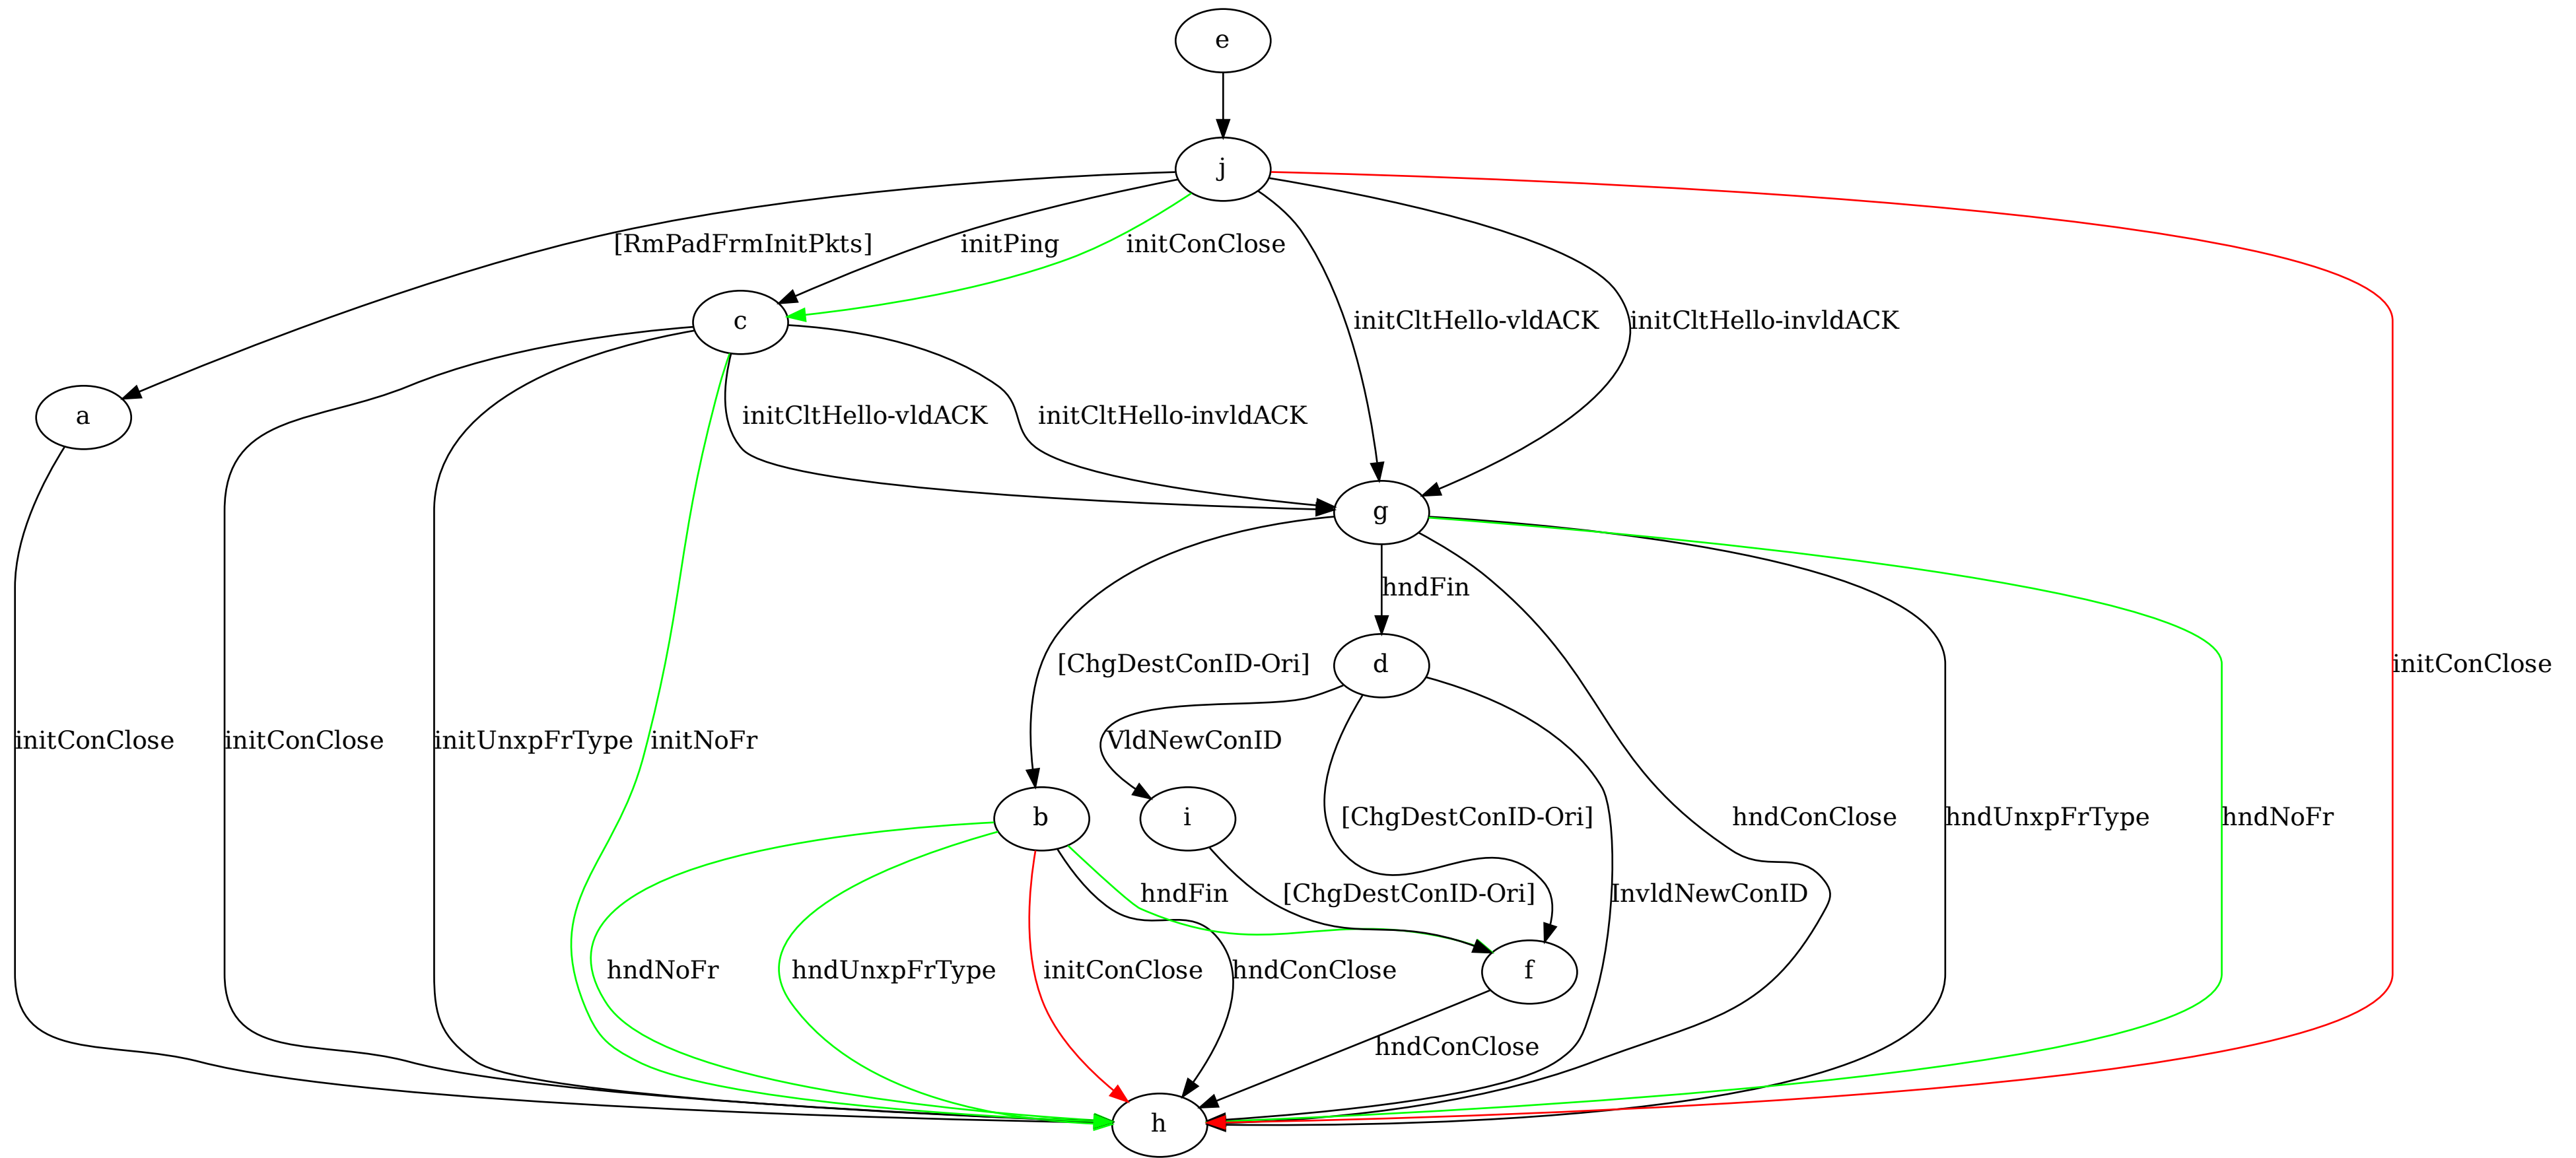 e
j
[RmPadFrmInitPkts]
initPing
initConClose
c
initCltHello-vldACK
initCltHello-invldACK
a
initCltHello-vldACK
initCltHello-invldACK
g
hndFin
[ChgDestConID-Ori]
d
initConClose
initConClose
initConClose
initUnxpFrType
initNoFr
VldNewConID
b
i
[ChgDestConID-Ori]
hndConClose
hndUnxpFrType
hndNoFr
hndFin
[ChgDestConID-Ori]
InvldNewConID
hndNoFr
hndUnxpFrType
initConClose
hndConClose
f
hndConClose
h